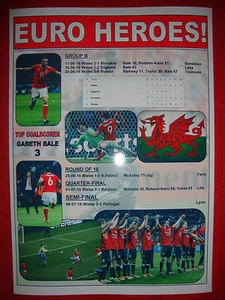 EURO HEROES!
GROUP B
11-06-16 Wales 2-1 Slovakia Bale 10, Robson-Kanu 81 Bordeaux
16-06-16 Wales 1-2 England Bale 42 Lens
20-06-16 Wales 3-0 Russia Ramsey 11, Taylor 20, Bale 67 Toulouse
TOP GOALSCORER
GARETH BALE
3
ROUND OF 16
25-06-16 Wales 1-0 N.Ireland McAuley 75 (og) Paris
QUARTER-FINAL
01-07-16 Wales 3-1 Belgium Williams 30, Robson-Kanu 55, Vokes 85 Lille
SEMI-FINAL
06-07-16 Wales 0-2 Portugal Lyon